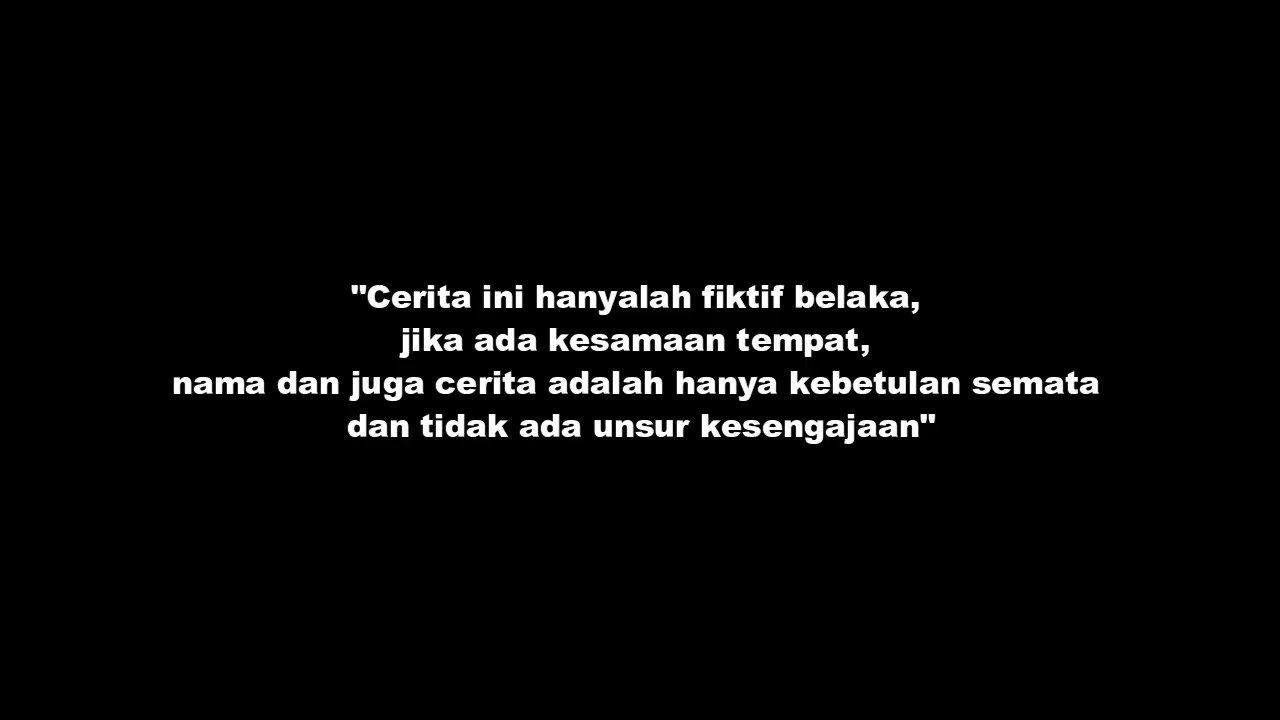 "Cerita ini hanyalah fiktif belaka,
jika ada kesamaan tempat,
nama dan juga cerita adalah hanya kebetulan semata
dan tidak ada unsur kesengajaan"